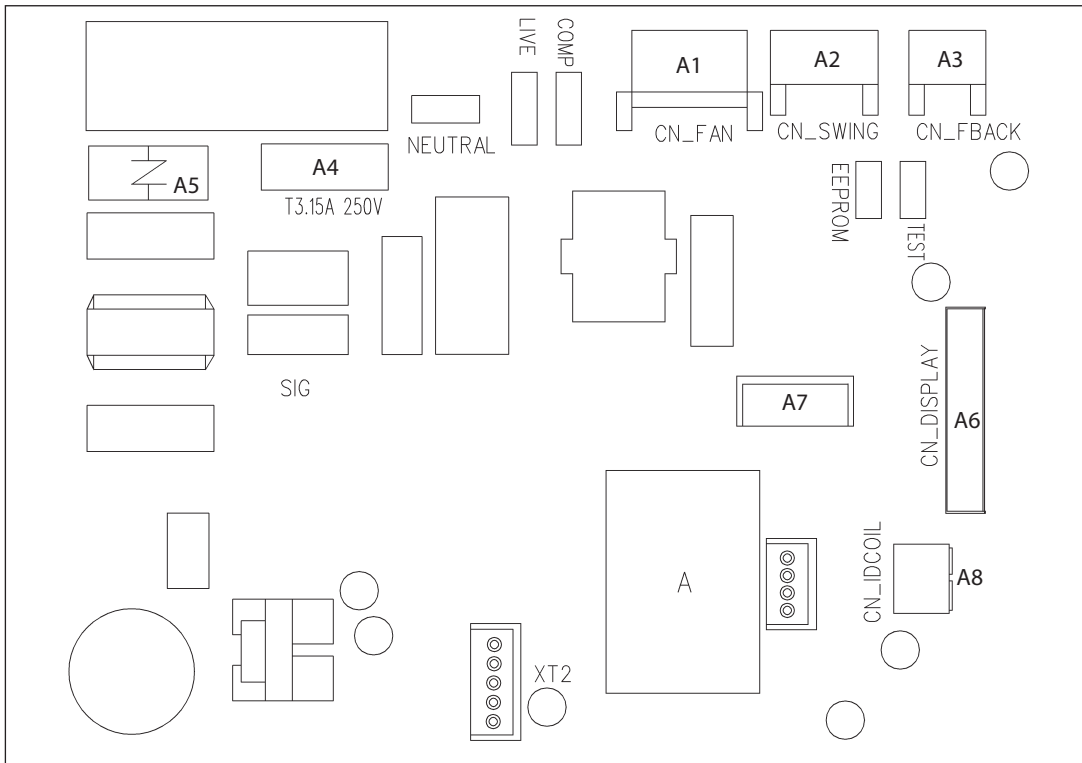 LIVE
COMP
A1
A2
A3
CN_FAN
CN_SWING
CN_FBACK
NEUTRAL
A5
A4
T3.15A 250V
EEPROM
TEST
SIG
CN_DISPLAY
A7
A6
CN_IDCOIL
A
A8
XT2